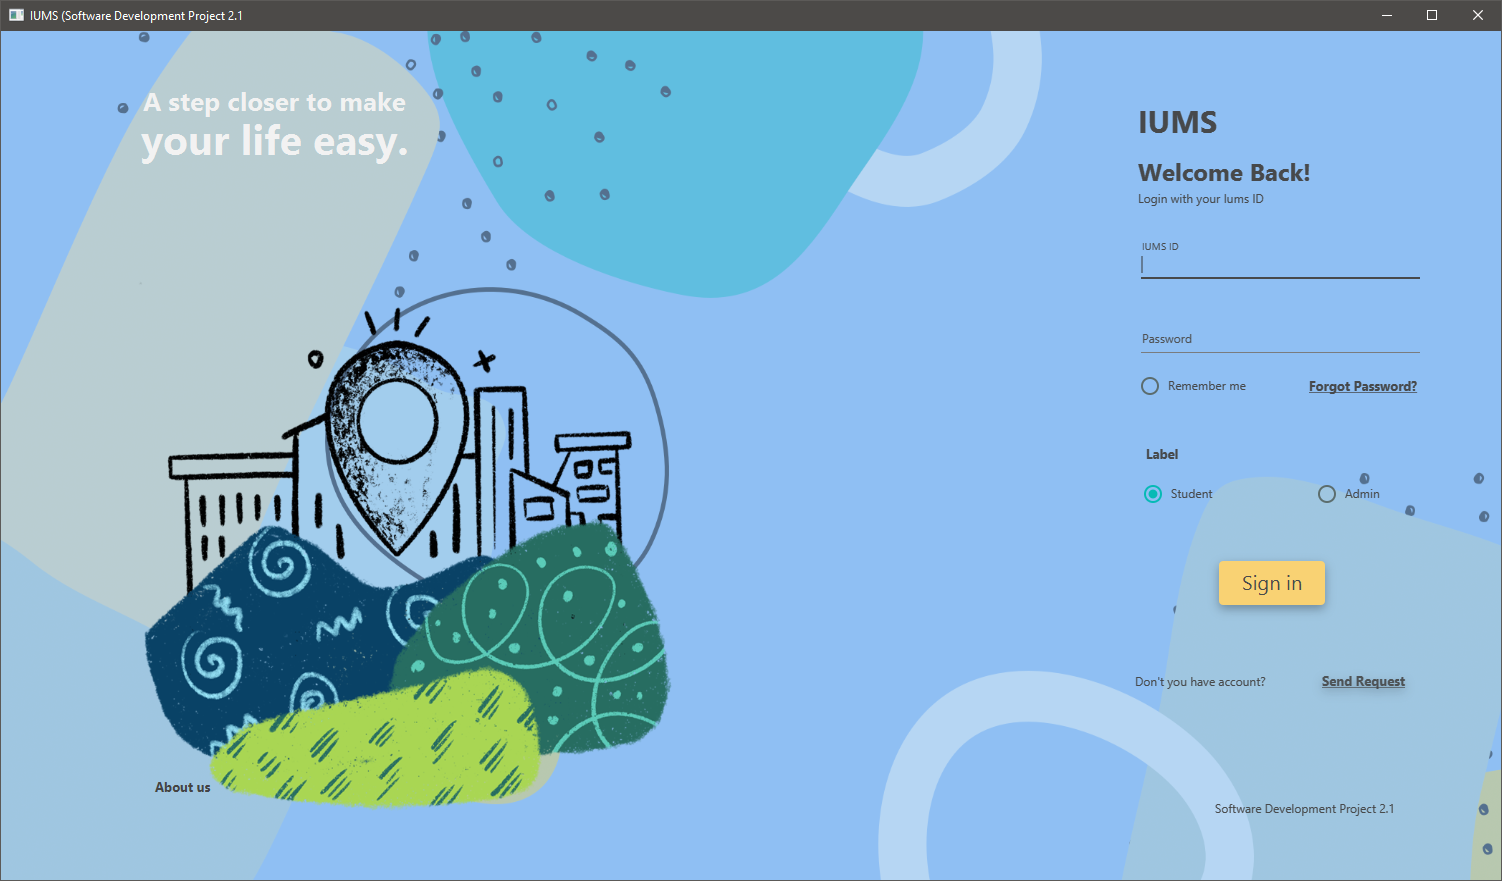 IUMS (Software Development Project 2.1
A step closer to make
your life easy.
IUMS
Welcome Back!
Login with your Iums ID
IUMS ID
Password
Remember me
Forgot Password?
Label
Student
Admin
Sign in
Don't you have account?
Send Request
About us
Software Development Project 2.1